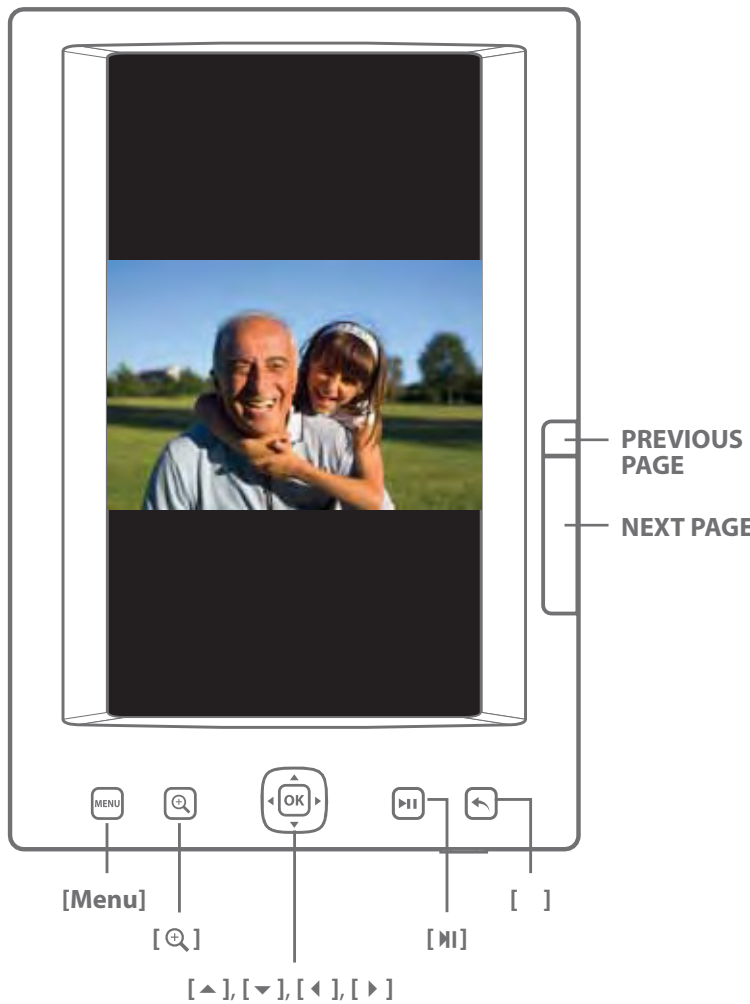 PREVIOUS
PAGE
NEXT PAGE
MENU
OK
[Menu]
[ ]
[🔍]
[⏯]
[▲], [▼], [◀], [▶]